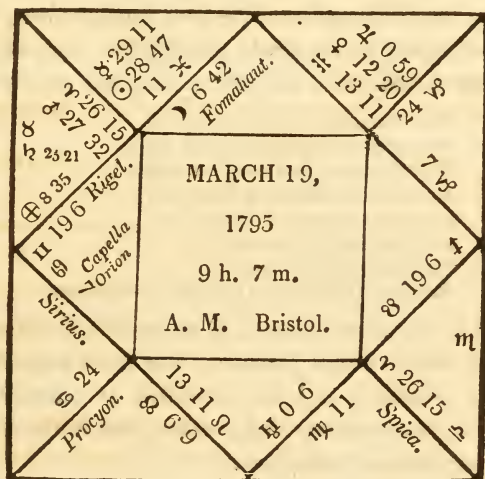 ☿ 29 11
☉ 28 47
11 ♓
☽ 6 42
Fomahaut.
♃ 0 59
♀ 12 20
♒ 13 11
24 ♑
♈ 26 15
♂ 27 32
♉
♄ 21
⊕ 8 35
Rigel.
♊ 19 6
Capella
7 Orion
♋
MARCH 19,
1795
9 h. 7 m.
A. M. Bristol.
7 ♑
8 19 6 ♐
♏
Sirius.
♋ 24
Procyon.
13 11 ♌
☊ 6 9
♅ 0 6
♍ 11
♈ 26 15 ♎
Spica.